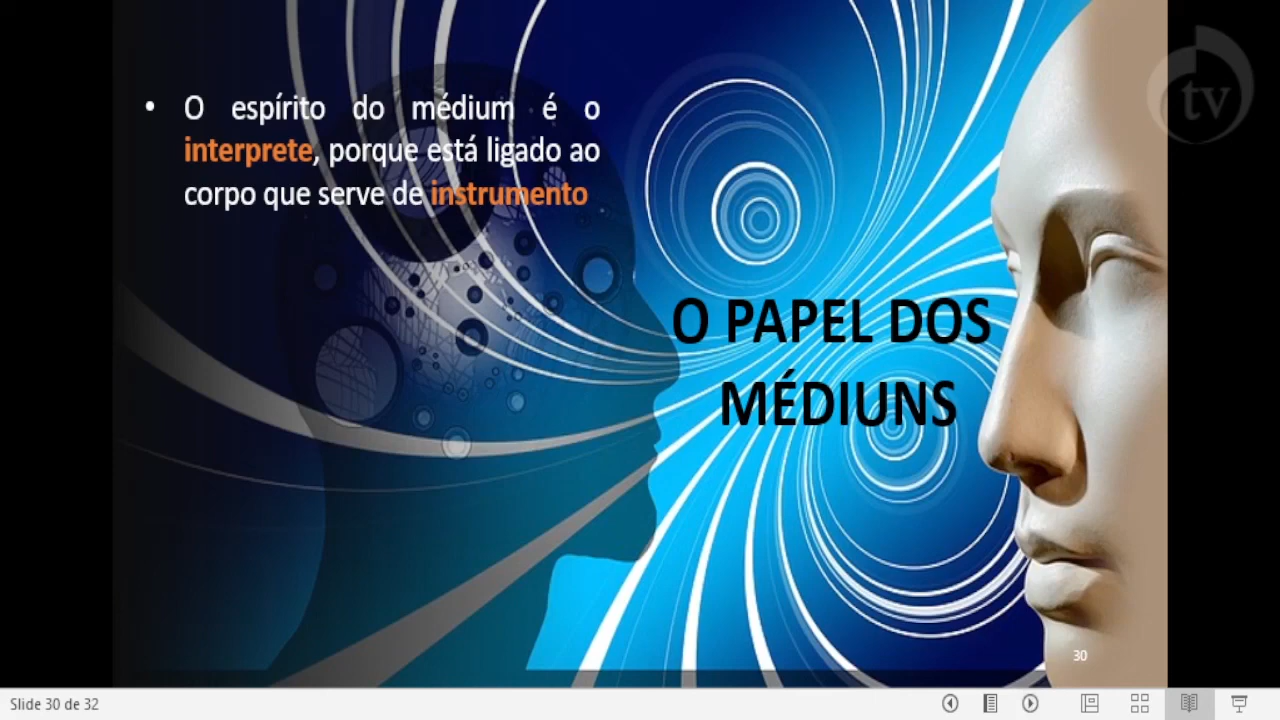 • O espírito do médium é o
interprete, porque está ligado ao
corpo que serve de instrumento
O PAPEL DOS
MÉDIUNS
tv
30
Slide 30 de 32